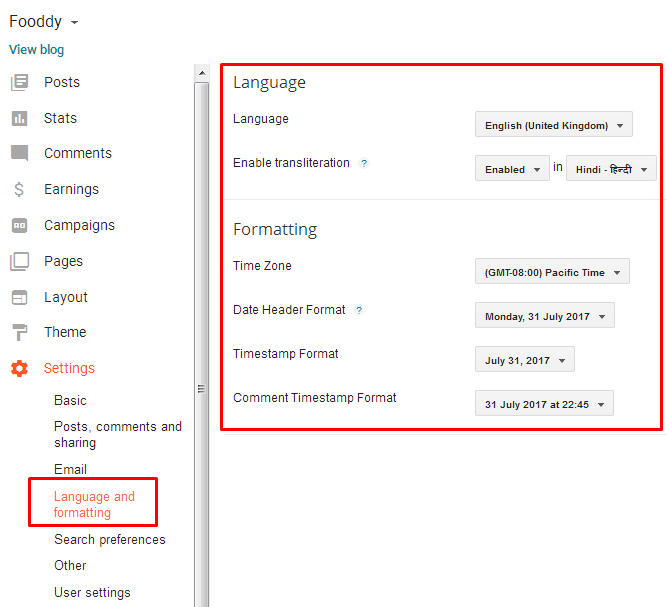 Fooddy
View blog
Posts
Stats
Comments
Earnings
Campaigns
Pages
Layout
Theme
Settings
Basic
Posts, comments and
sharing
Email
Language and
formatting
Search preferences
Other
User settings
Language
Language English (United Kingdom)
Enable transliteration ? Enabled in Hindi - हिन्दी
Formatting
Time Zone (GMT-08:00) Pacific Time
Date Header Format ? Monday, 31 July 2017
Timestamp Format July 31, 2017
Comment Timestamp Format 31 July 2017 at 22:45